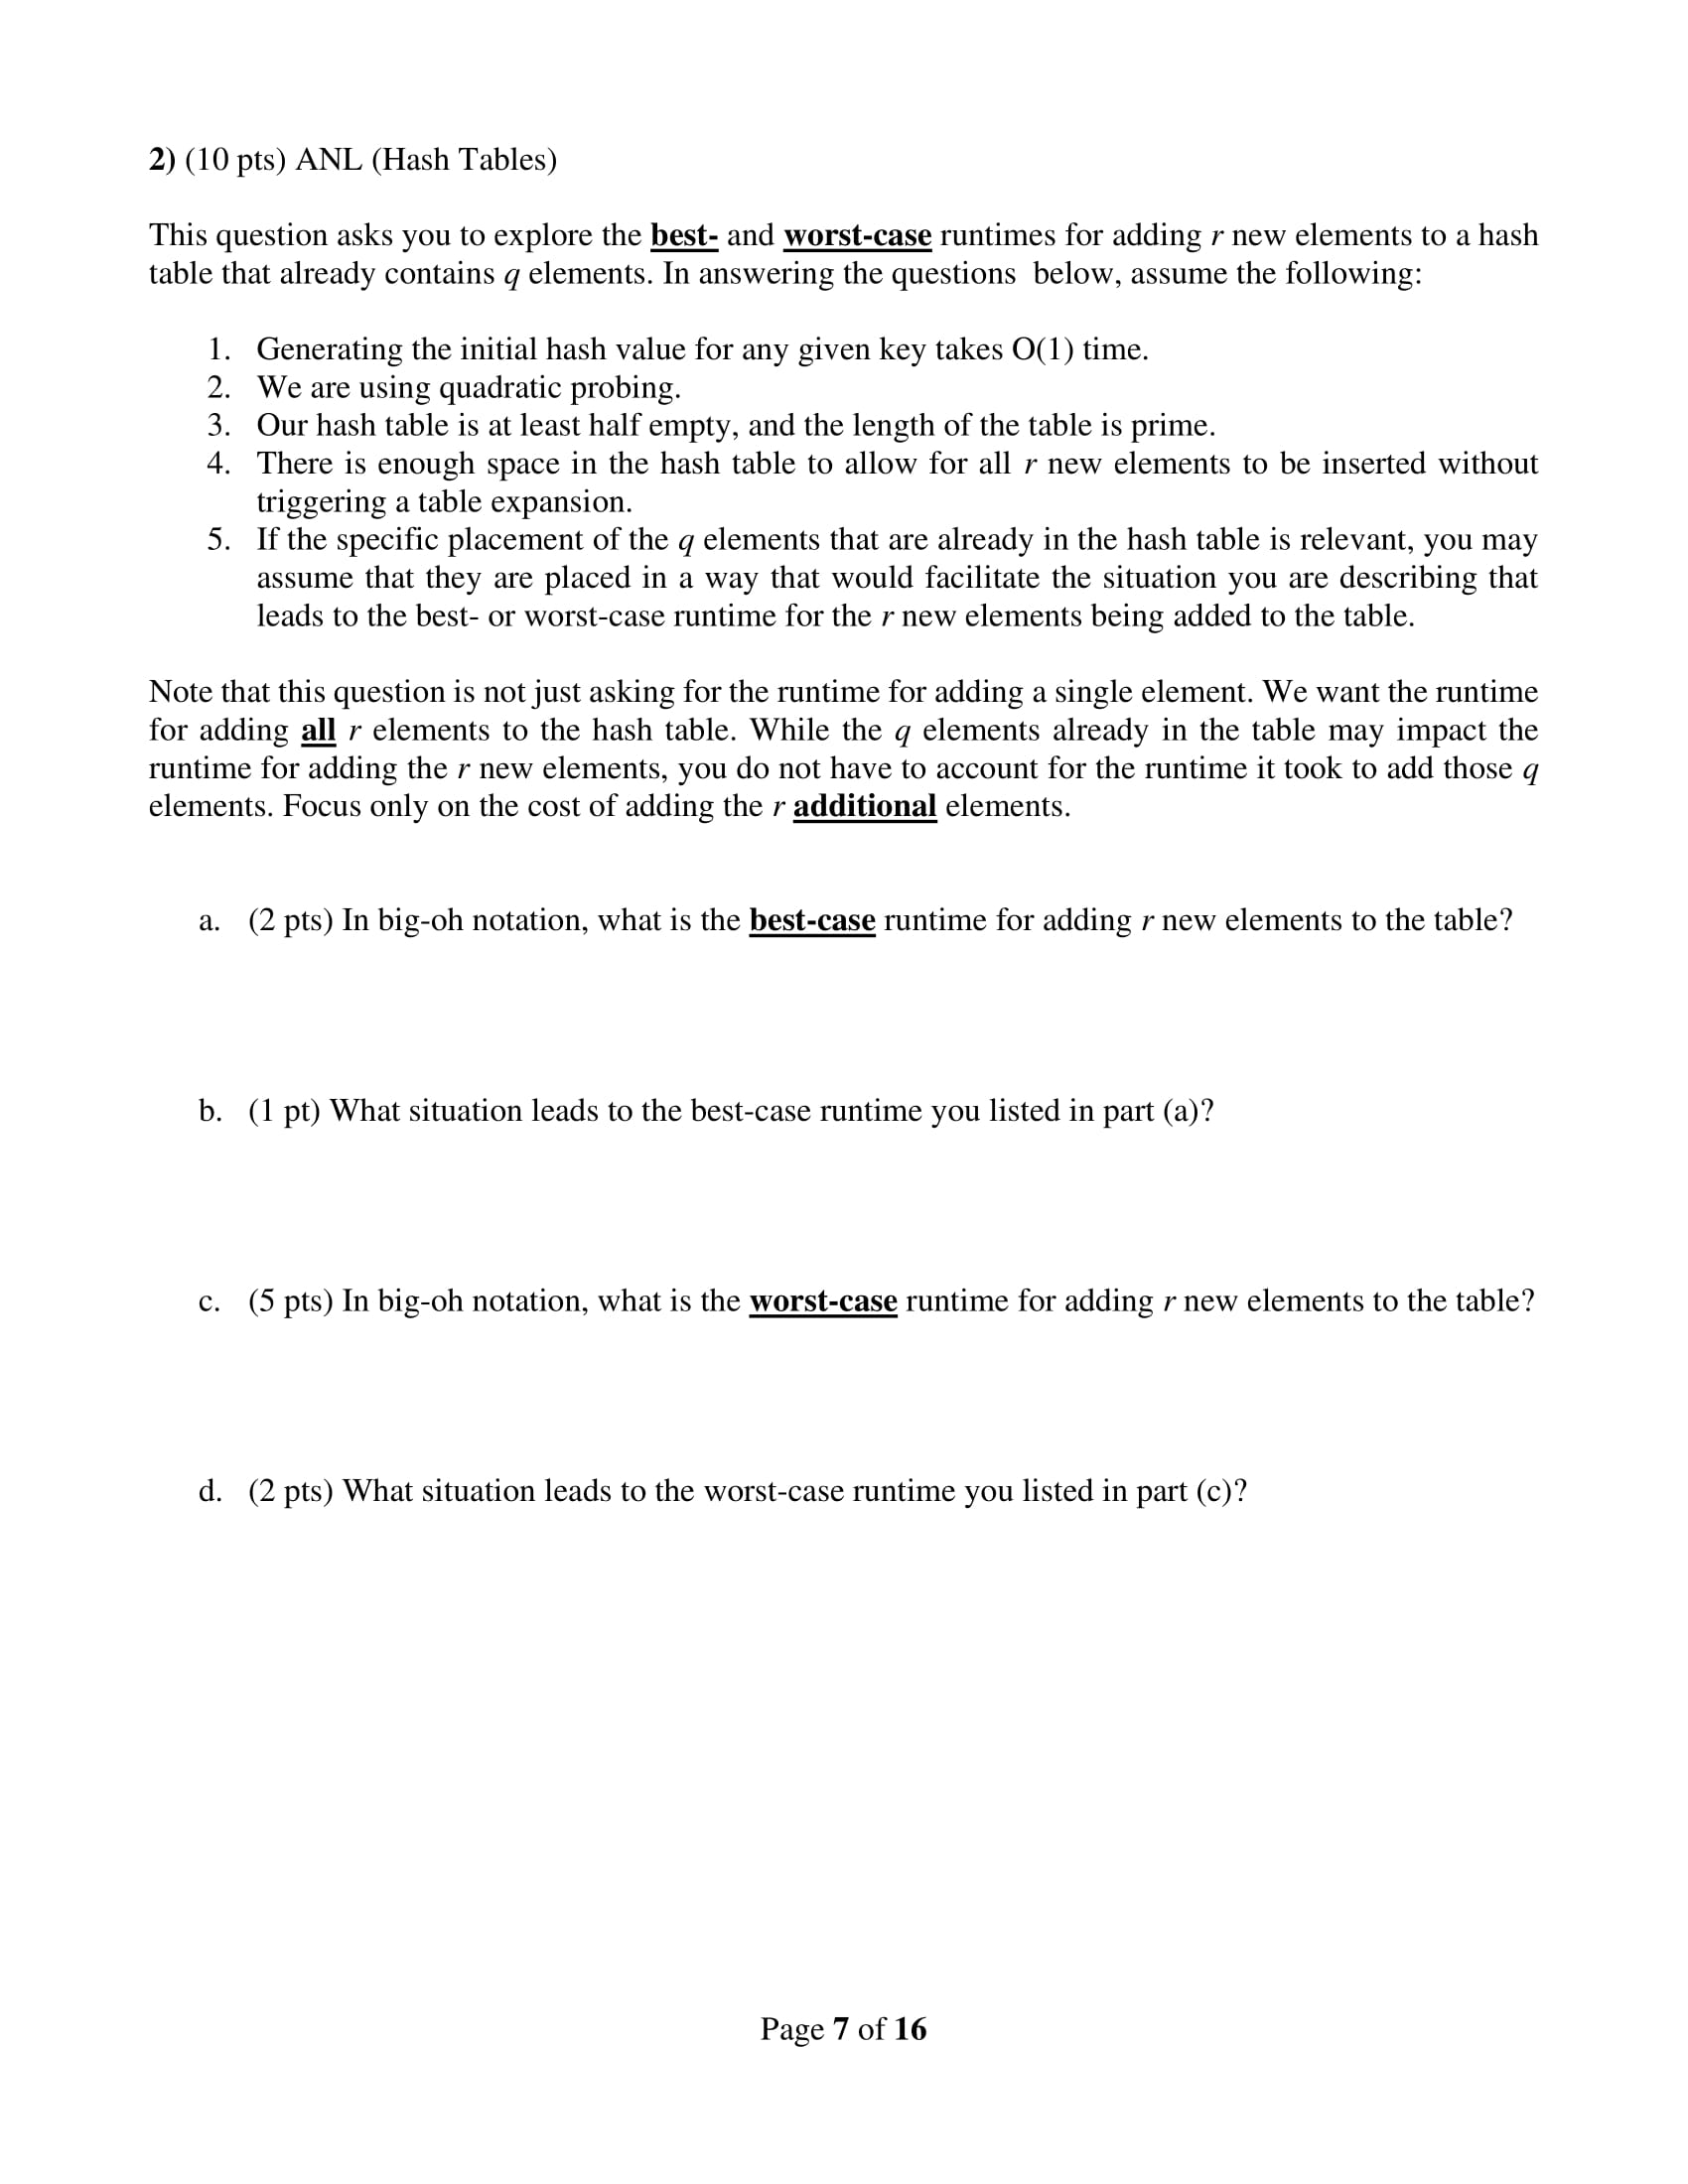 2) (10 pts) ANL (Hash Tables)
This question asks you to explore the best- and worst-case runtimes for adding r new elements to a hash
table that already contains q elements. In answering the questions  below, assume the following:
1. Generating the initial hash value for any given key takes O(1) time.
2. We are using quadratic probing.
3. Our hash table is at least half empty, and the length of the table is prime.
4. There is enough space in the hash table to allow for all r new elements to be inserted without
triggering a table expansion.
5. If the specific placement of the q elements that are already in the hash table is relevant, you may
assume that they are placed in a way that would facilitate the situation you are describing that
leads to the best- or worst-case runtime for the r new elements being added to the table.
Note that this question is not just asking for the runtime for adding a single element. We want the runtime
for adding all r elements to the hash table. While the q elements already in the table may impact the
runtime for adding the r new elements, you do not have to account for the runtime it took to add those q
elements. Focus only on the cost of adding the r additional elements.
a. (2 pts) In big-oh notation, what is the best-case runtime for adding r new elements to the table?
b. (1 pt) What situation leads to the best-case runtime you listed in part (a)?
c. (5 pts) In big-oh notation, what is the worst-case runtime for adding r new elements to the table?
d. (2 pts) What situation leads to the worst-case runtime you listed in part (c)?
Page 7 of 16